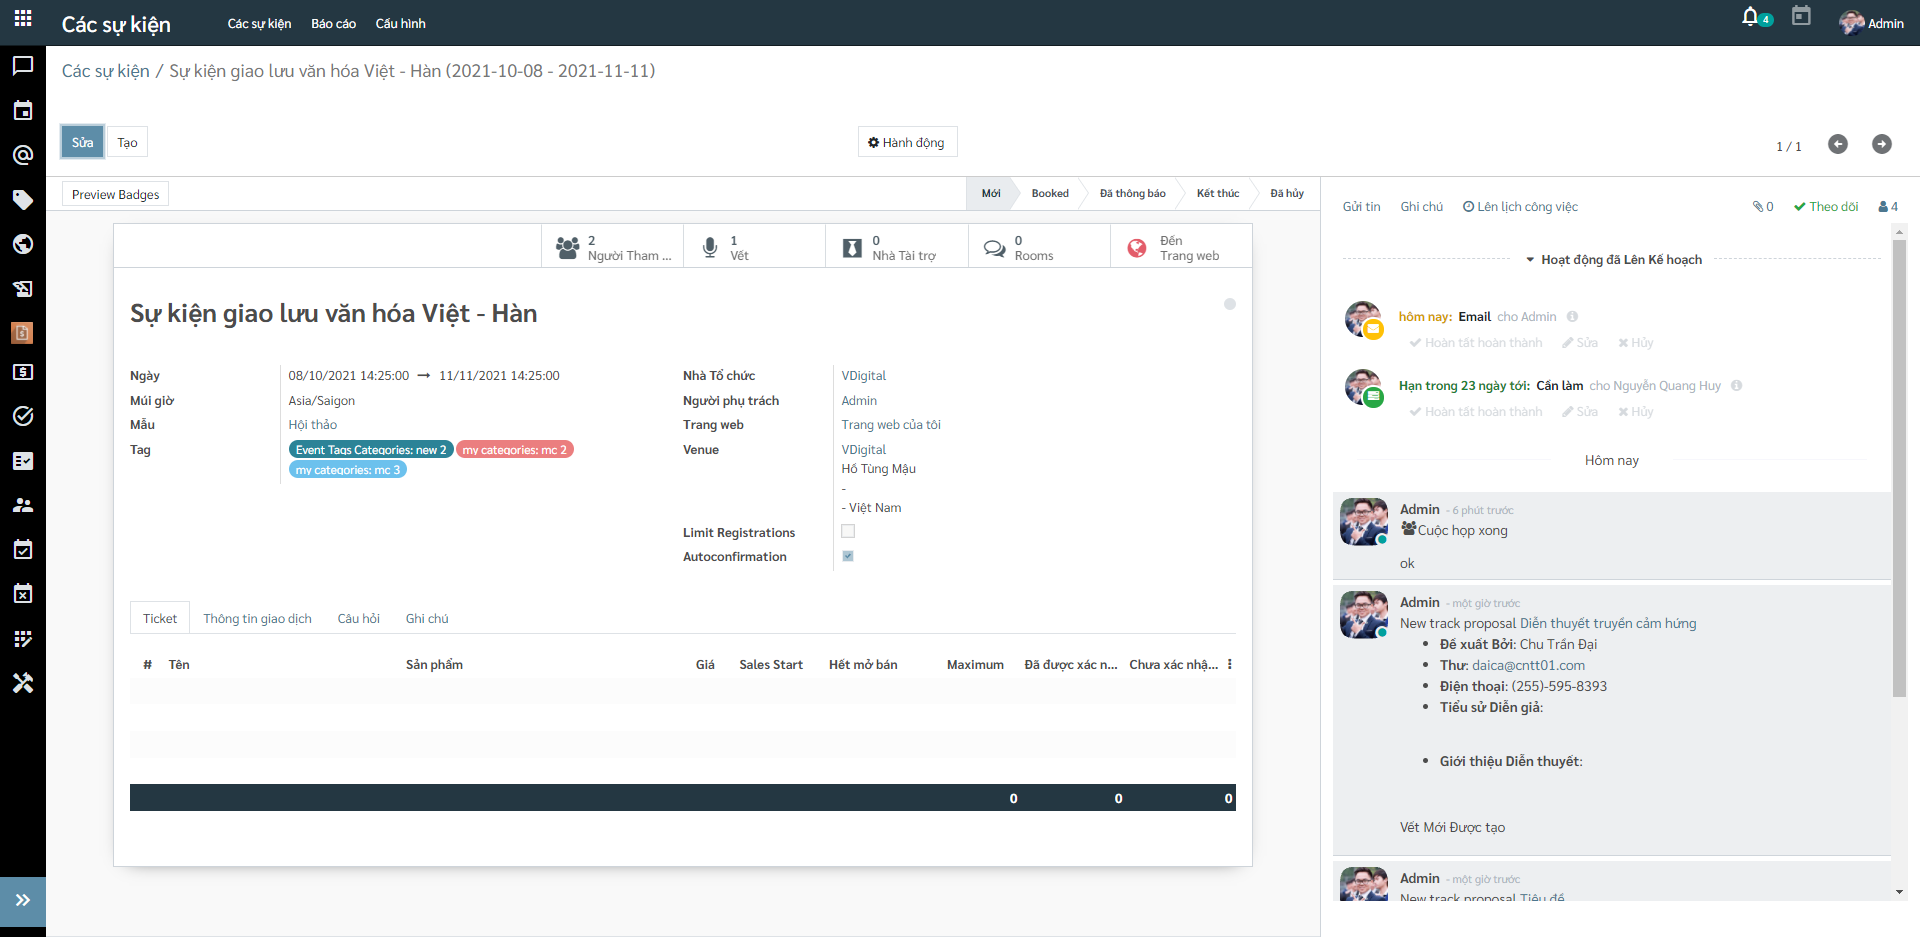 Các sự kiện
Các sự kiện Báo cáo Cấu hình
4
Admin
Các sự kiện / Sự kiện giao lưu văn hóa Việt - Hàn (2021-10-08 - 2021-11-11)
Sửa Tạo
Hành động
1 / 1
Preview Badges
Mới Booked Đã thông báo Kết thúc Đã hủy
2
Người Tham ...
1
Vết
0
Nhà Tài trợ
0
Rooms
Đến
Trang web
Sự kiện giao lưu văn hóa Việt - Hàn
Ngày 08/10/2021 14:25:00 → 11/11/2021 14:25:00
Múi giờ Asia/Saigon
Mẫu Hội thảo
Tag Event Tags Categories: new 2 my categories: mc 2
my categories: mc 3
Nhà Tổ chức VDigital
Người phụ trách Admin
Trang web Trang web của tôi
Venue VDigital
Hồ Tùng Mậu
-
- Việt Nam
Limit Registrations
Autoconfirmation
Ticket Thông tin giao dịch Câu hỏi Ghi chú
# Tên Sản phẩm Giá Sales Start Hết mở bán Maximum Đã được xác n... Chưa xác nhậ...
0 0 0
Gửi tin Ghi chú Lên lịch công việc
0 Theo dõi 4
Hoạt động đã Lên Kế hoạch
hôm nay: Email cho Admin
Hoàn tất hoàn thành Sửa Hủy
Hạn trong 23 ngày tới: Cần làm cho Nguyễn Quang Huy
Hoàn tất hoàn thành Sửa Hủy
Hôm nay
Admin - 6 phút trước
Cuộc họp xong
ok
Admin - một giờ trước
New track proposal Diễn thuyết truyền cảm hứng
• Đề xuất Bởi: Chu Trần Đại
• Thư: daica@cntt01.com
• Điện thoại: (255)-595-8393
• Tiểu sử Diễn giả:
• Giới thiệu Diễn thuyết:
Vết Mới Được tạo
Admin - một giờ trước
New track proposal Tiêu đề